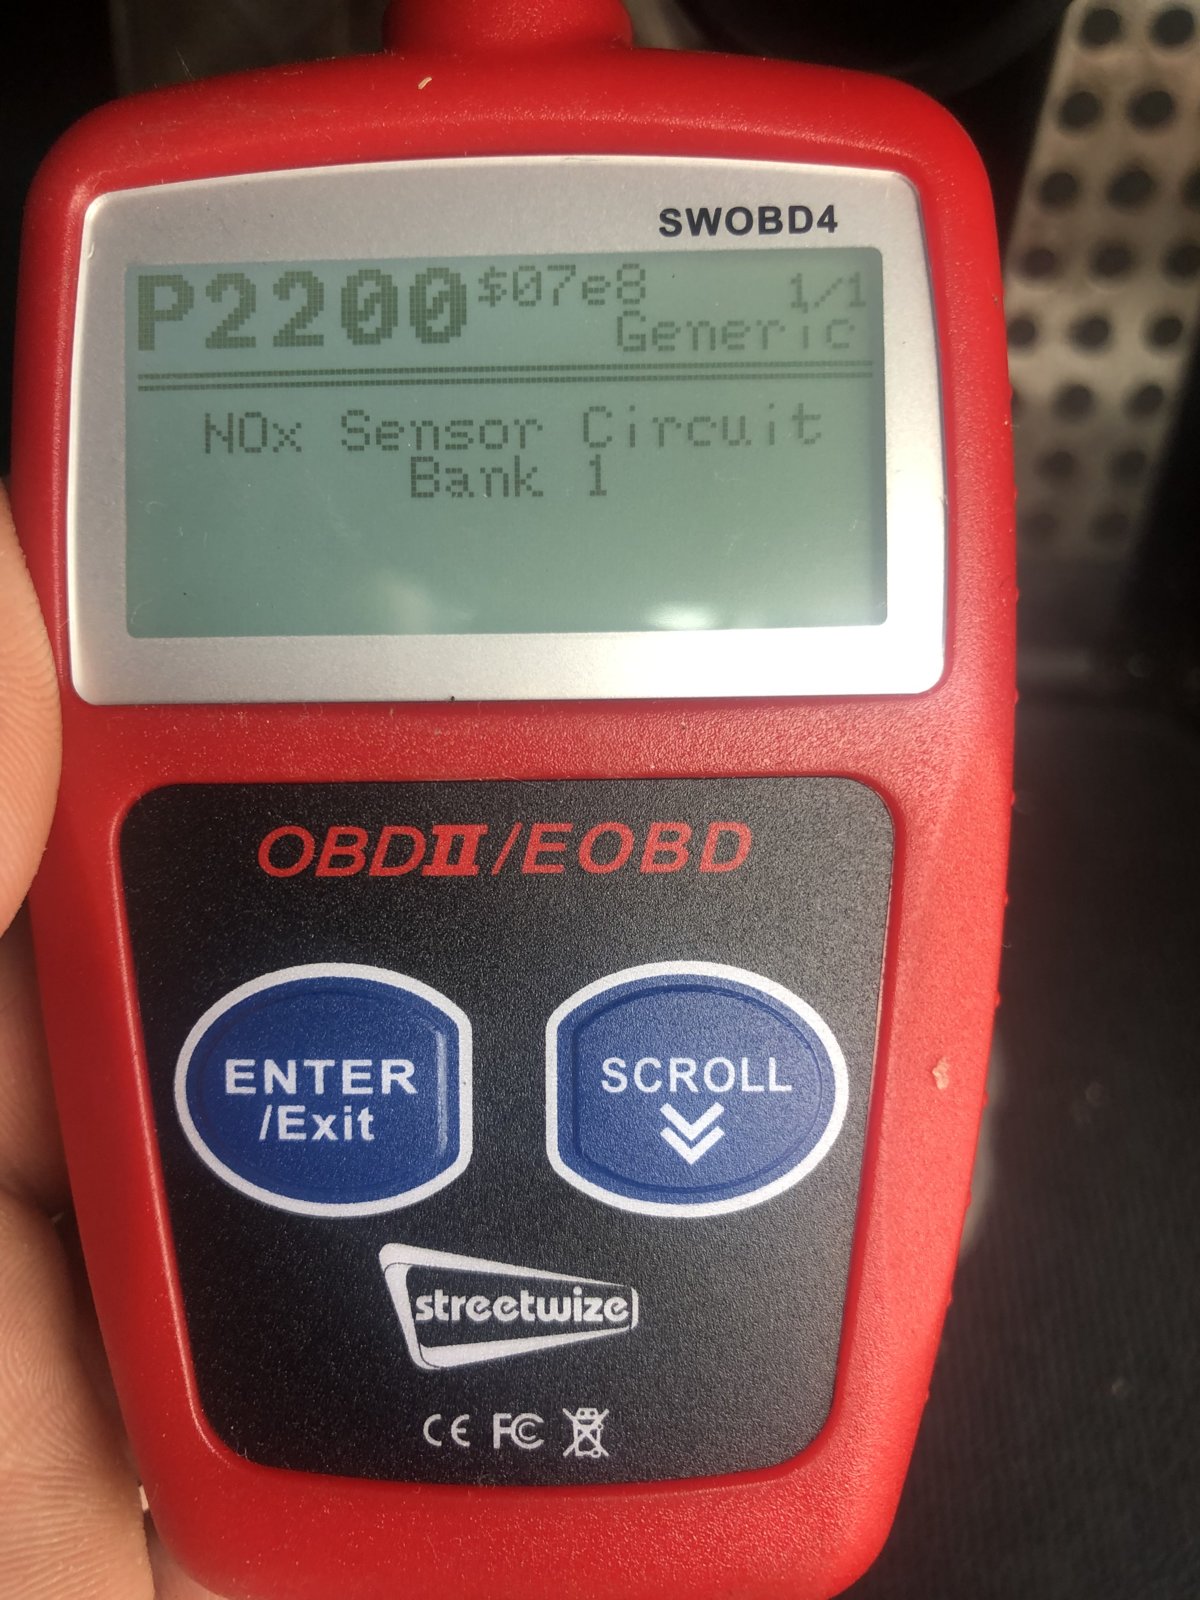 SWOBD4
P2200 $07e8 1/1
Generic
NOx Sensor Circuit
Bank 1
OBDII/EOBD
ENTER
/Exit
SCROLL
streetwize
CE FC